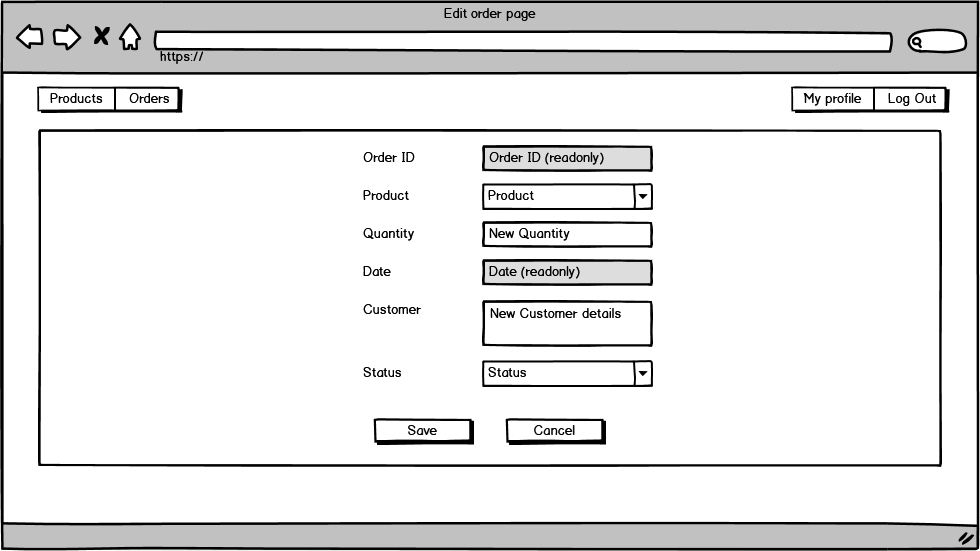 Edit order page
https://
Products Orders My profile Log Out
Order ID Order ID (readonly)
Product Product
Quantity New Quantity
Date Date (readonly)
Customer New Customer details
Status Status
Save Cancel